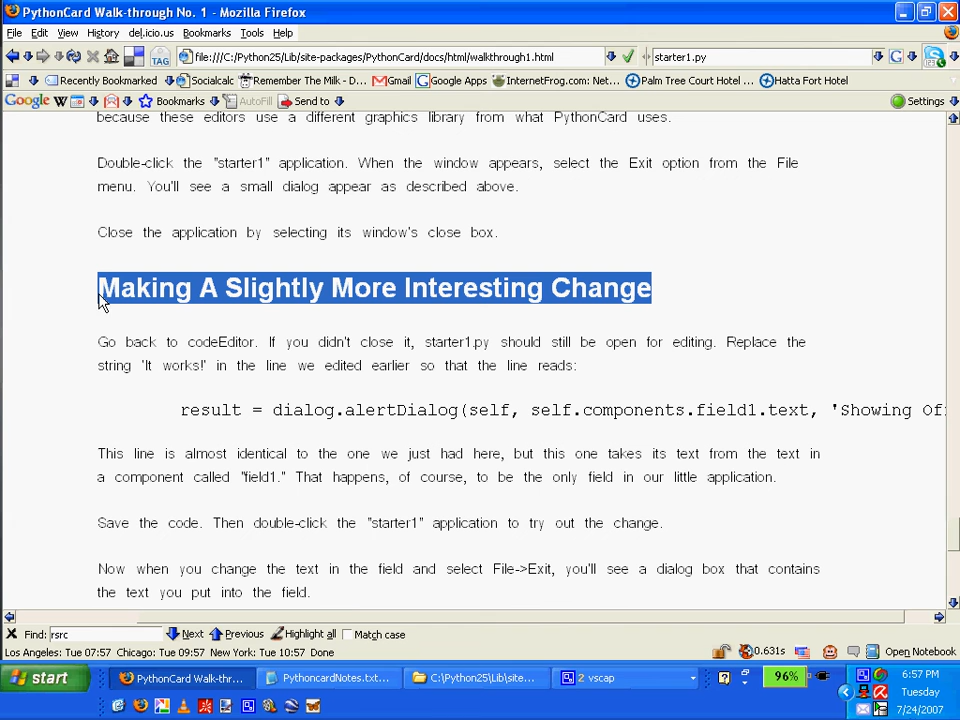 PythonCard Walk-through No. 1 - Mozilla Firefox
File Edit View History del.icio.us Bookmarks Tools Help
TAG file:///C:/Python25/Lib/site-packages/PythonCard/docs/html/walkthrough1.html starter1.py
Recently Bookmarked Socialcalc Remember The Milk - D... Gmail Google Apps InternetFrog.com: Net... Palm Tree Court Hotel ... Hatta Fort Hotel
Google Bookmarks AutoFill Send to Settings
because these editors use a different graphics library from what PythonCard uses.
Double-click the "starter1" application. When the window appears, select the Exit option from the File
menu. You'll see a small dialog appear as described above.
Close the application by selecting its window's close box.
Making A Slightly More Interesting Change
Go back to codeEditor. If you didn't close it, starter1.py should still be open for editing. Replace the
string 'It works!' in the line we edited earlier so that the line reads:
result = dialog.alertDialog(self, self.components.field1.text, 'Showing Of
This line is almost identical to the one we just had here, but this one takes its text from the text in
a component called "field1." That happens, of course, to be the only field in our little application.
Save the code. Then double-click the "starter1" application to try out the change.
Now when you change the text in the field and select File->Exit, you'll see a dialog box that contains
the text you put into the field.
Find: rsrc Next Previous Highlight all Match case
Los Angeles: Tue 07:57 Chicago: Tue 09:57 New York: Tue 10:57 Done 0.631s Open Notebook
start PythonCard Walk-thr... PythoncardNotes.txt... C:\Python25\Lib\site... 2 vscap 96% 6:57 PM
Tuesday
7/24/2007